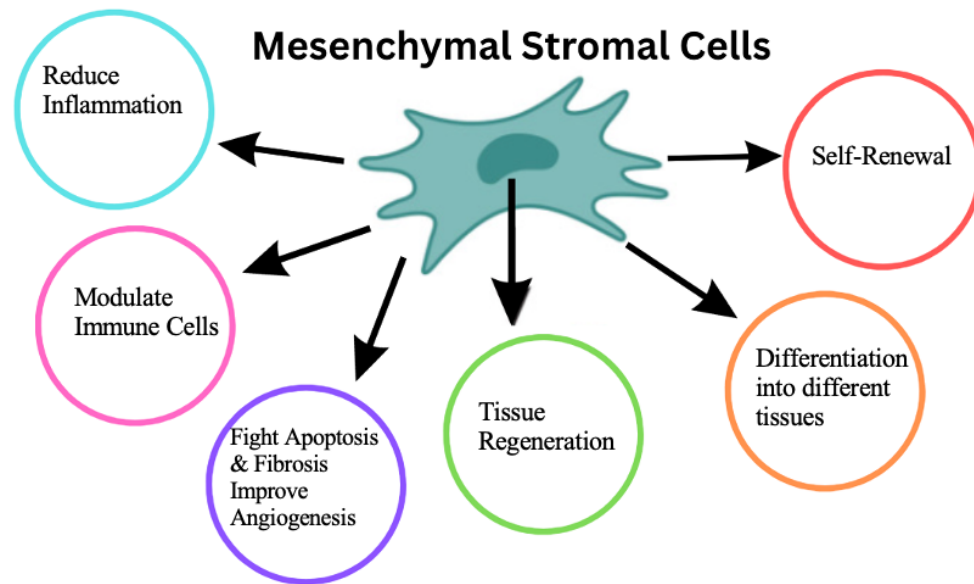 Mesenchymal Stromal Cells
Reduce
Inflammation
Self-Renewal
Modulate
Immune Cells
Differentiation
into different
tissues
Fight Apoptosis
& Fibrosis
Improve
Angiogenesis
Tissue
Regeneration